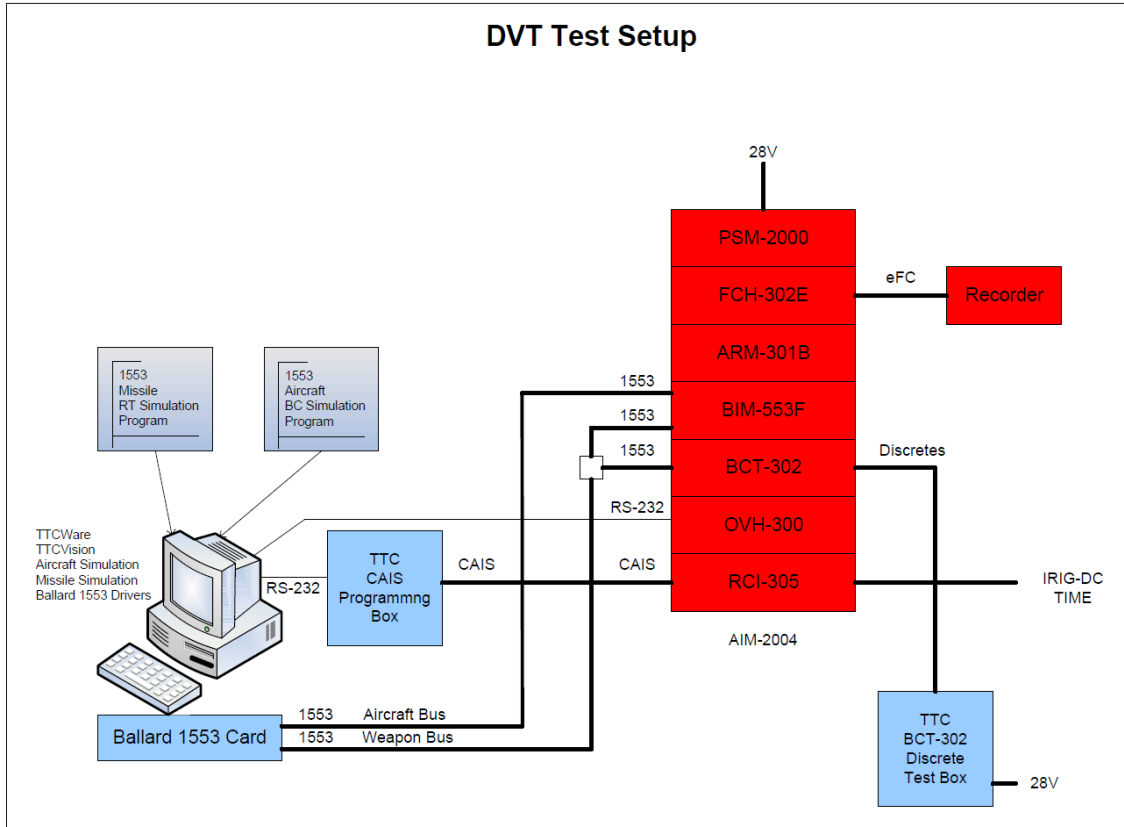 DVT Test Setup
28V
PSM-2000
FCH-302E
eFC
Recorder
ARM-301B
1553
BIM-553F
1553
1553
BCT-302
Discretes
RS-232
OVH-300
CAIS
CAIS
RCI-305
IRIG-DC
TIME
AIM-2004
1553
Missile
RT Simulation
Program
1553
Aircraft
BC Simulation
Program
TTCWare
TTCVision
Aircraft Simulation
Missile Simulation
Ballard 1553 Drivers
RS-232
TTC
CAIS
Programmng
Box
Ballard 1553 Card
1553 Aircraft Bus
1553 Weapon Bus
TTC
BCT-302
Discrete
Test Box
28V